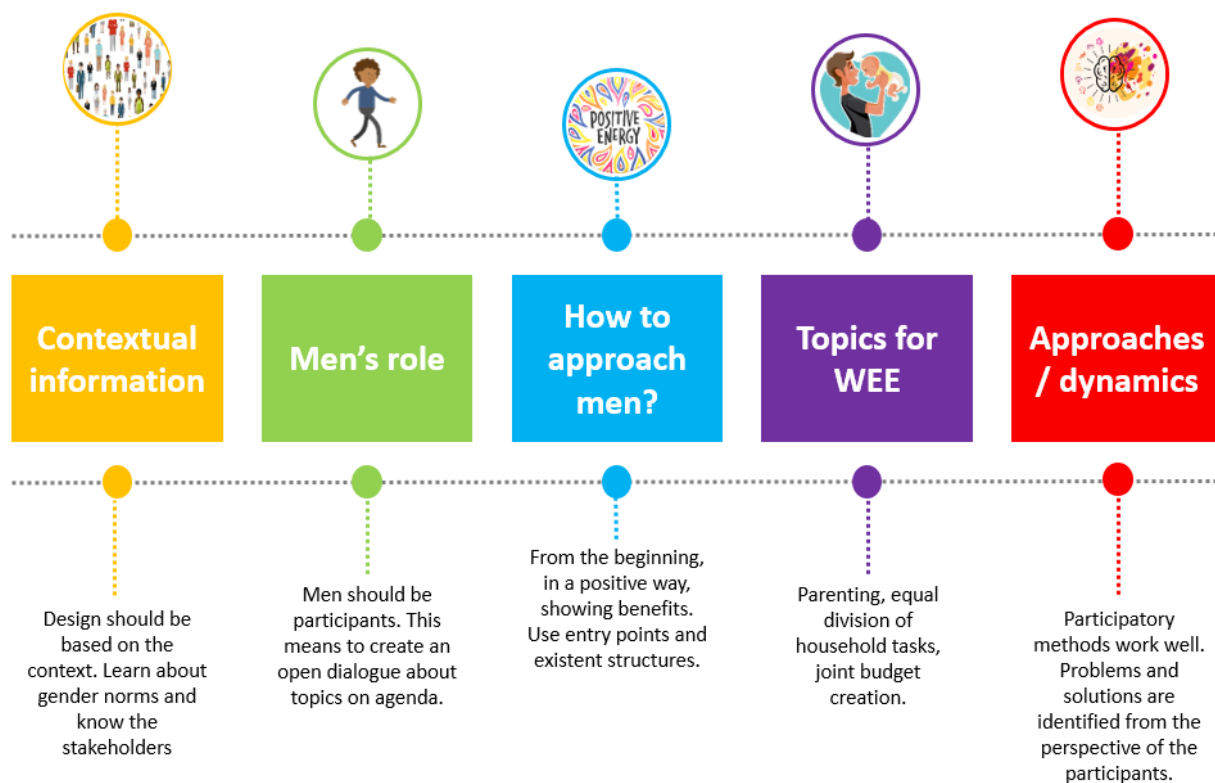 POSITIVE
ENERGY
Contextual
information
Men's role
How to
approach
men?
Topics for
WEE
Approaches
/ dynamics
Design should be
based on the
context. Learn about
gender norms and
know the
stakeholders
Men should be
participants. This
means to create an
open dialogue about
topics on agenda.
From the beginning,
in a positive way,
showing benefits.
Use entry points and
existent structures.
Parenting, equal
division of
household tasks,
joint budget
creation.
Participatory
methods work well.
Problems and
solutions are
identified from the
perspective of the
participants.